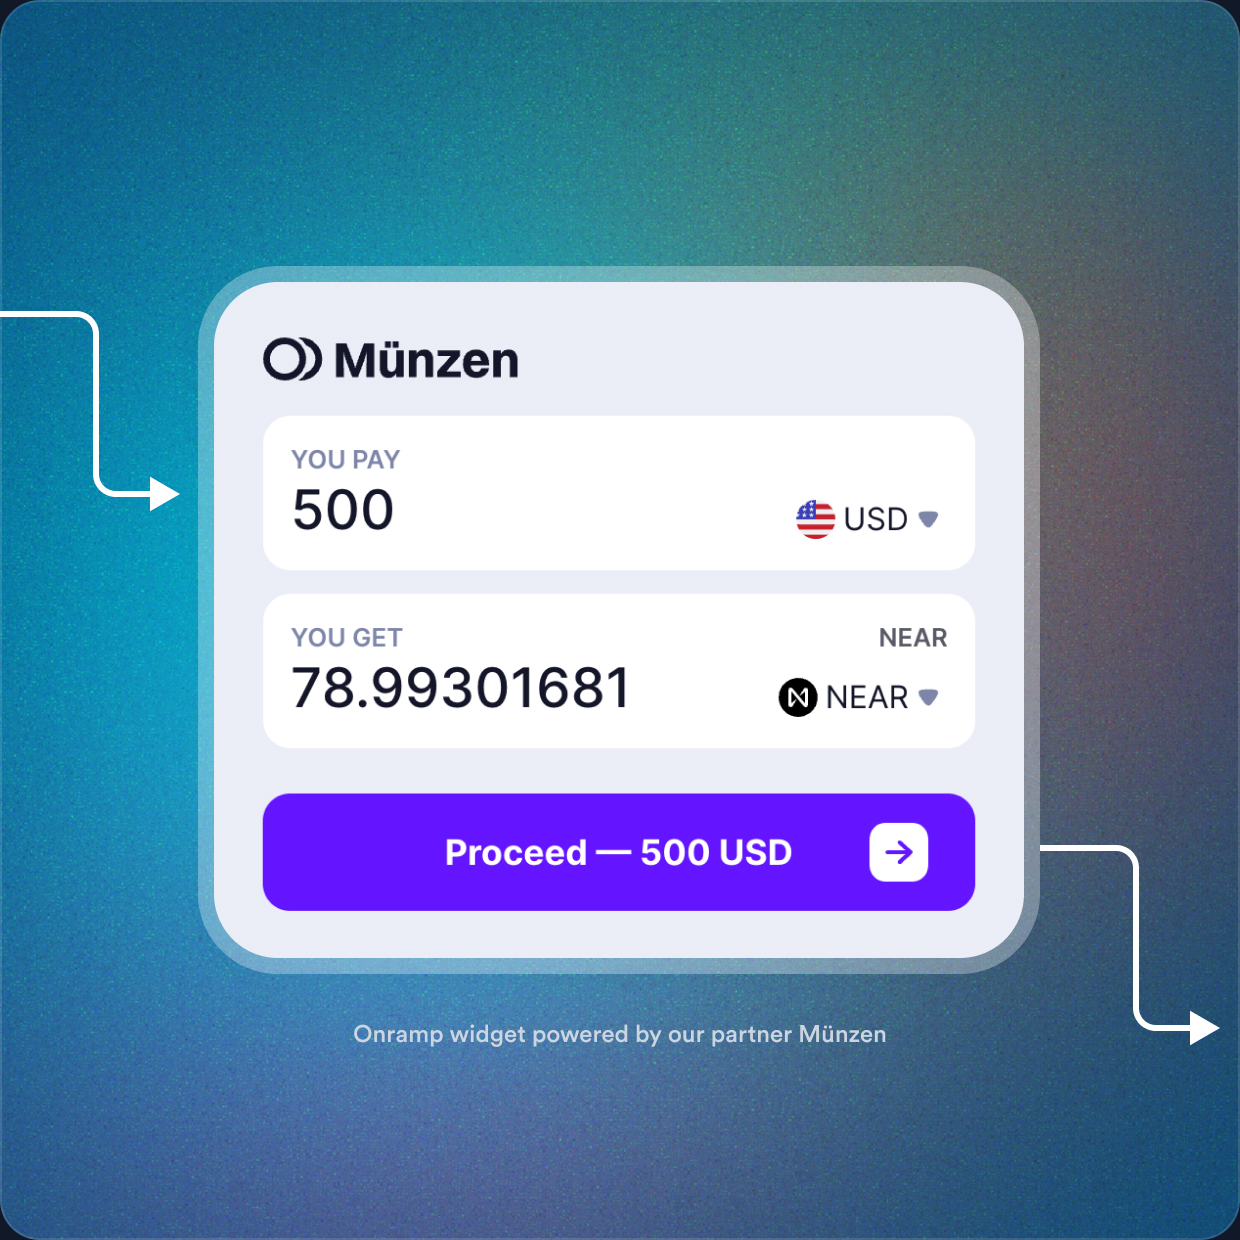 Münzen
YOU PAY
500
USD
YOU GET
NEAR
78.99301681
NEAR
Proceed — 500 USD
Onramp widget powered by our partner Münzen